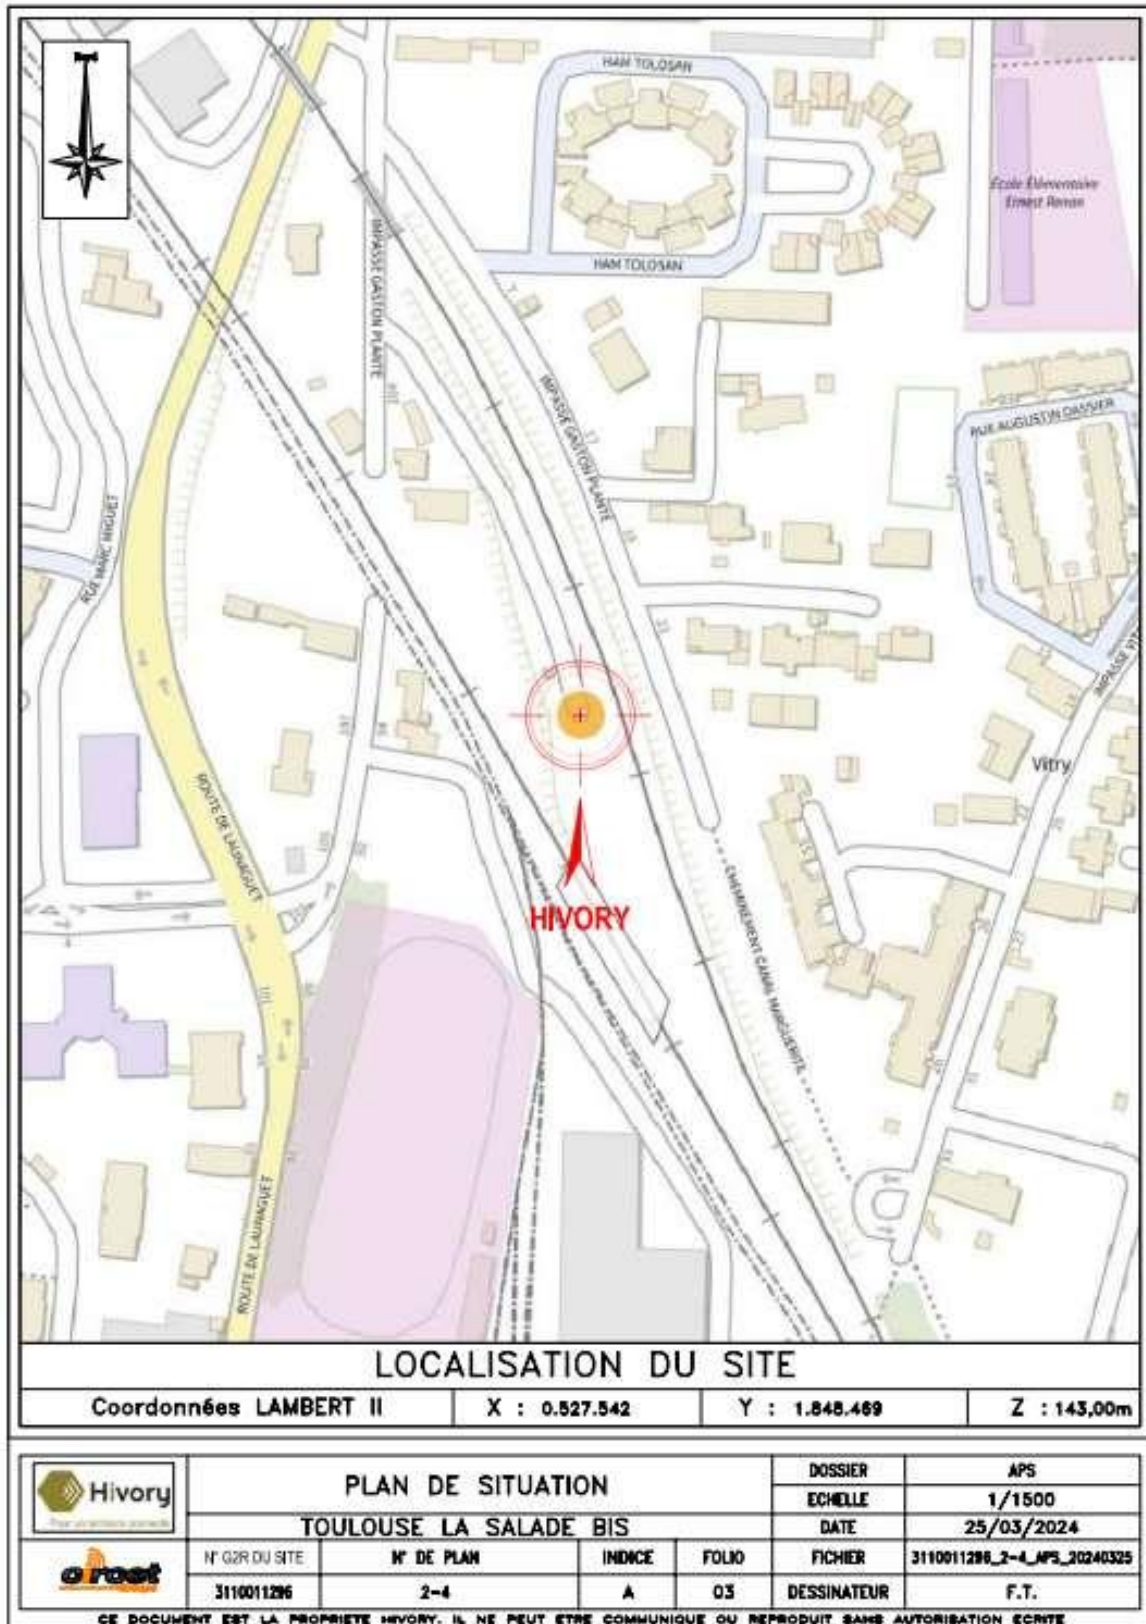 HAM TOLOSAN
Ecole Élémentaire
Ernest Renan
HAM TOLOSAN
IMPASSE GASTON PLANTE
IMPASSE GASTON PLANTE
RUE AUGUSTIN DASSIER
RUE MARC MIGUET
ROUTE DE LAUNAGUET
Vitry
HIVORY
CHEMINEMENT CANAL MARGUERITE
ROUTE DE LAUNAGUET
LOCALISATION DU SITE
Coordonnées LAMBERT II X : 0.527.542 Y : 1.848.469 Z : 143,00m
Hivory
PLAN DE SITUATION
DOSSIER APS
ECHELLE 1/1500
TOULOUSE LA SALADE BIS
DATE 25/03/2024
N° G2R DU SITE N° DE PLAN INDICE FOLIO FICHIER 3110011296_2-4_APS_20240325
3110011296 2-4 A 03 DESSINATEUR F.T.
CE DOCUMENT EST LA PROPRIETE HIVORY. IL NE PEUT ETRE COMMUNIQUE OU REPRODUIT SANS AUTORISATION ECRITE